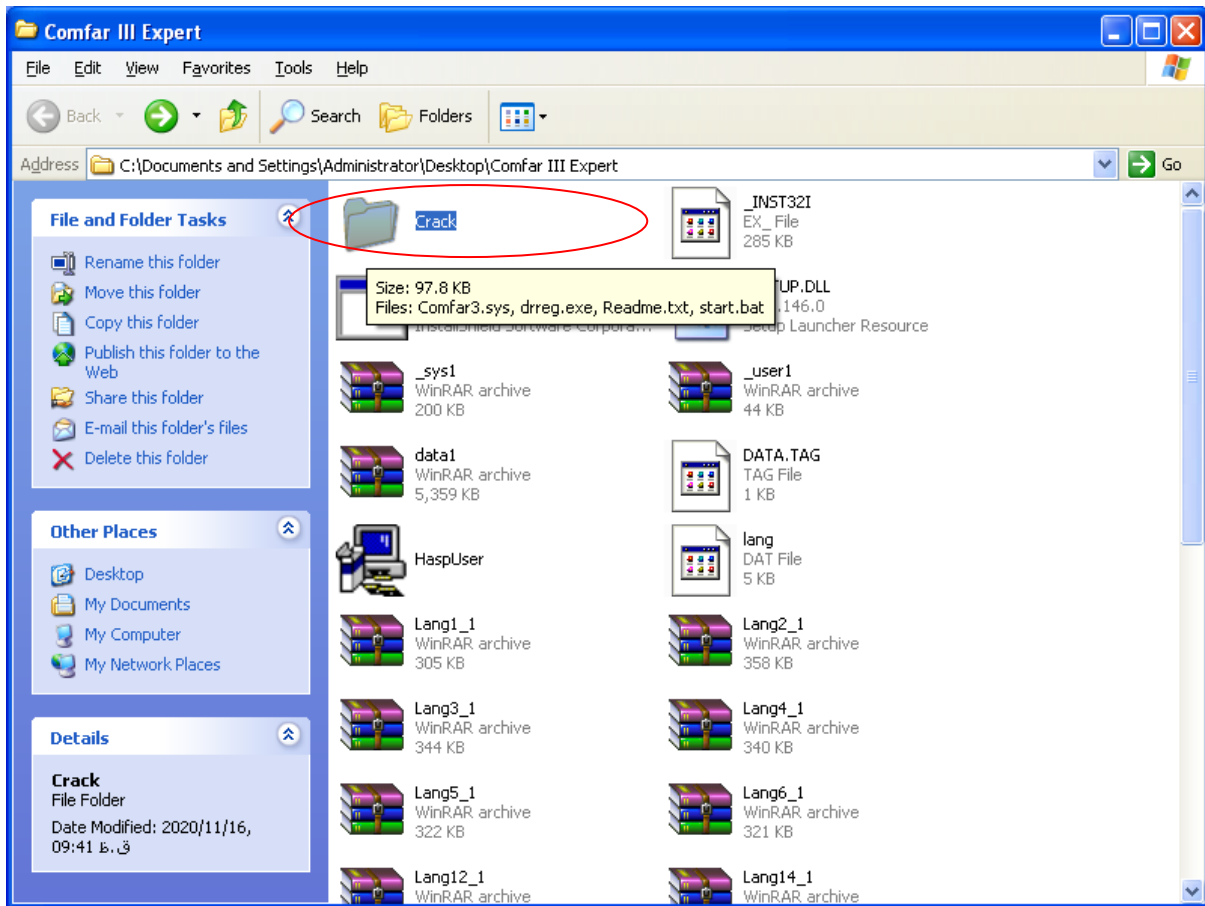 Comfar III Expert
File Edit View Favorites Tools Help
Back Search Folders
Address C:\Documents and Settings\Administrator\Desktop\Comfar III Expert Go
File and Folder Tasks
Rename this folder
Move this folder
Copy this folder
Publish this folder to the
Web
Share this folder
E-mail this folder's files
Delete this folder
Other Places
Desktop
My Documents
My Computer
My Network Places
Details
Crack
File Folder
Date Modified: 2020/11/16,
09:41 ق.ظ
Crack
_INST32I
EX_ File
285 KB
Size: 97.8 KB
Files: Comfar3.sys, drreg.exe, Readme.txt, start.bat
UP.DLL
.146.0
Setup Launcher Resource
InstallShield Software Corpora...
_sys1
WinRAR archive
200 KB
_user1
WinRAR archive
44 KB
data1
WinRAR archive
5,359 KB
DATA.TAG
TAG File
1 KB
HaspUser
lang
DAT File
5 KB
Lang1_1
WinRAR archive
305 KB
Lang2_1
WinRAR archive
358 KB
Lang3_1
WinRAR archive
344 KB
Lang4_1
WinRAR archive
340 KB
Lang5_1
WinRAR archive
322 KB
Lang6_1
WinRAR archive
321 KB
Lang12_1
WinRAR archive
Lang14_1
WinRAR archive